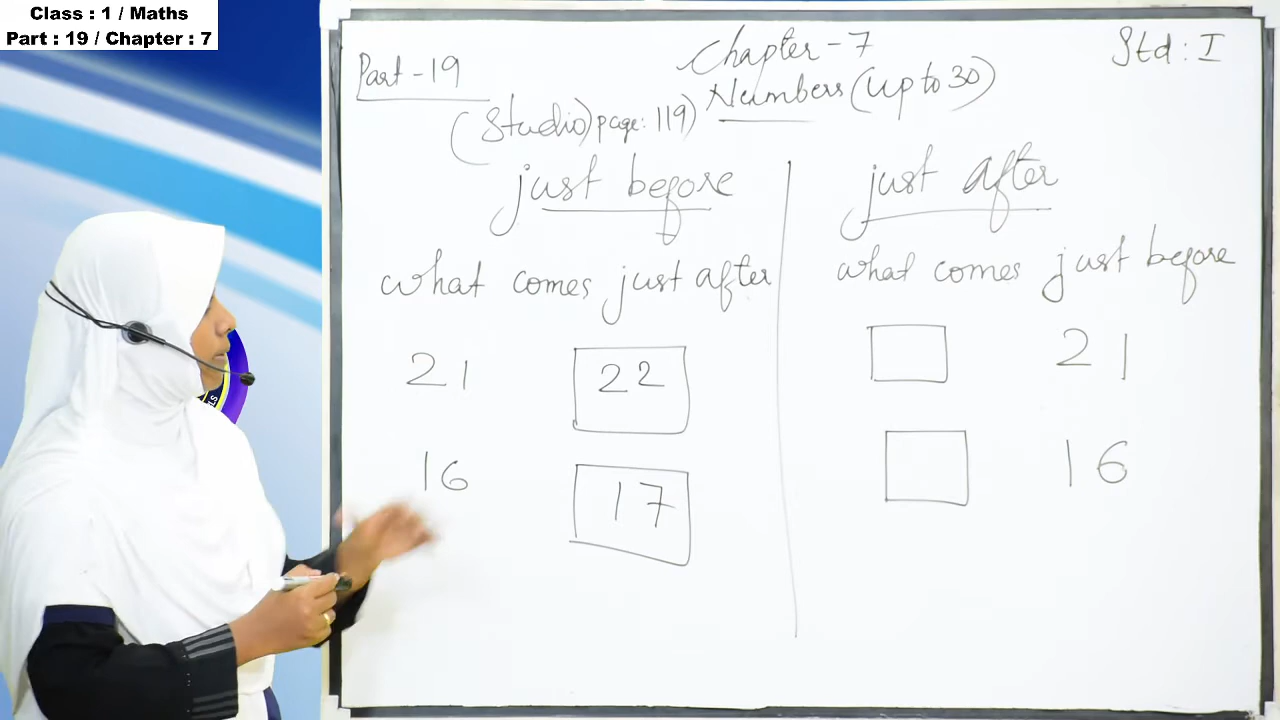 Class : 1 / Maths
Part : 19 / Chapter : 7
Part - 19
Chapter - 7
Std : I
Numbers (up to 30)
(Studio) page: 119)
just before
just after
what comes just after
what comes just before
21 22
21
16 17
16